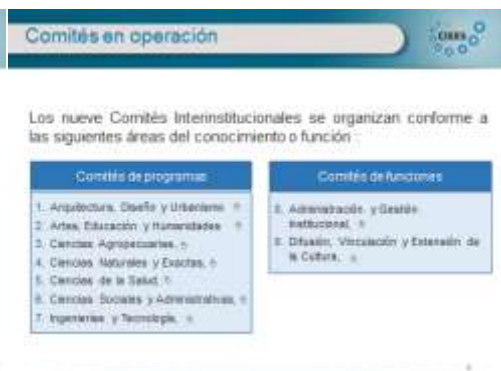 Comités en operación
CIEES
Los nueve Comités Interinstitucionales se organizan conforme a
las siguientes áreas del conocimiento o función
Comités de programas
1. Arquitectura, Diseño y Urbanismo
2. Artes, Educación y Humanidades
3. Ciencias Agropecuarias,
4. Ciencias Naturales y Exactas,
5. Ciencias de la Salud,
6. Ciencias Sociales y Administrativas,
7. Ingenierías y Tecnología,
Comités de funciones
8. Administración y Gestión
Institucional,
9. Difusión, Vinculación y Extensión de
la Cultura,